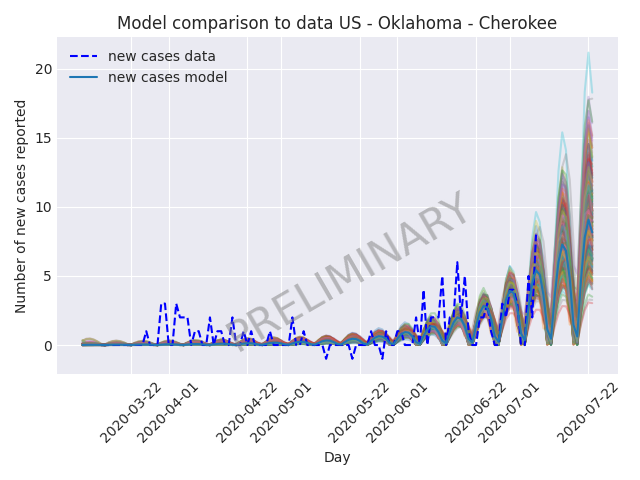 Model comparison to data US - Oklahoma - Cherokee
new cases data
new cases model
Number of new cases reported
20
15
10
5
0
PRELIMINARY
2020-03-22
2020-04-01
2020-04-22
2020-05-01
2020-05-22
2020-06-01
2020-06-22
2020-07-01
2020-07-22
Day